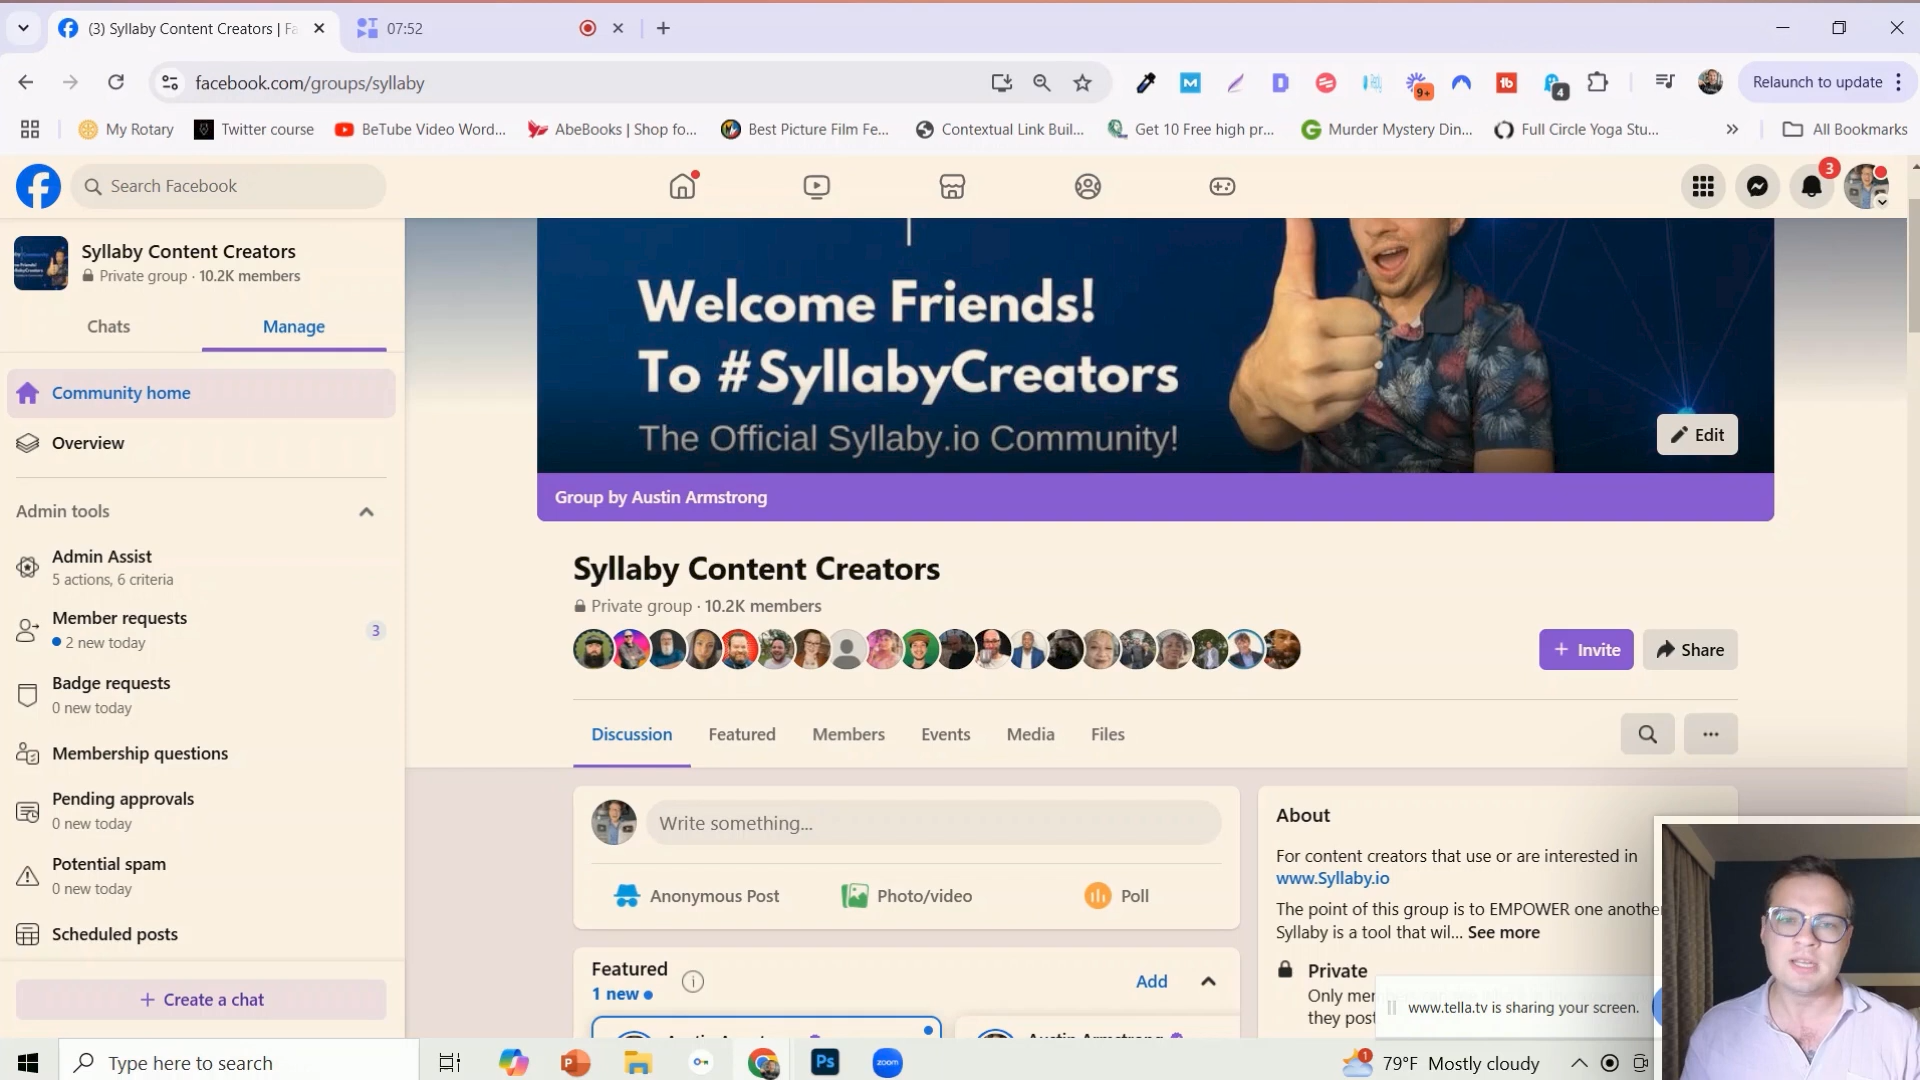 (3) Syllaby Content Creators | Fa
07:52
facebook.com/groups/syllaby
9+
4
Relaunch to update
My Rotary
Twitter course
BeTube Video Word...
AbeBooks | Shop fo...
Best Picture Film Fe...
Contextual Link Buil...
Get 10 Free high pr...
Murder Mystery Din...
Full Circle Yoga Stu...
All Bookmarks
Search Facebook
3
Syllaby Content Creators
Private group · 10.2K members
Chats
Manage
Community home
Overview
Admin tools
Admin Assist
5 actions, 6 criteria
Member requests
2 new today
3
Badge requests
0 new today
Membership questions
Pending approvals
0 new today
Potential spam
0 new today
Scheduled posts
+ Create a chat
Welcome Friends!
To #SyllabyCreators
The Official Syllaby.io Community!
Edit
Group by Austin Armstrong
Syllaby Content Creators
Private group · 10.2K members
+ Invite
Share
Discussion
Featured
Members
Events
Media
Files
Write something...
Anonymous Post
Photo/video
Poll
Featured
1 new
Add
About
For content creators that use or are interested in
www.Syllaby.io
The point of this group is to EMPOWER one anothe
Syllaby is a tool that wil... See more
Private
Only mem
they post
www.tella.tv is sharing your screen.
Type here to search
Ps
zoom
1
79°F Mostly cloudy